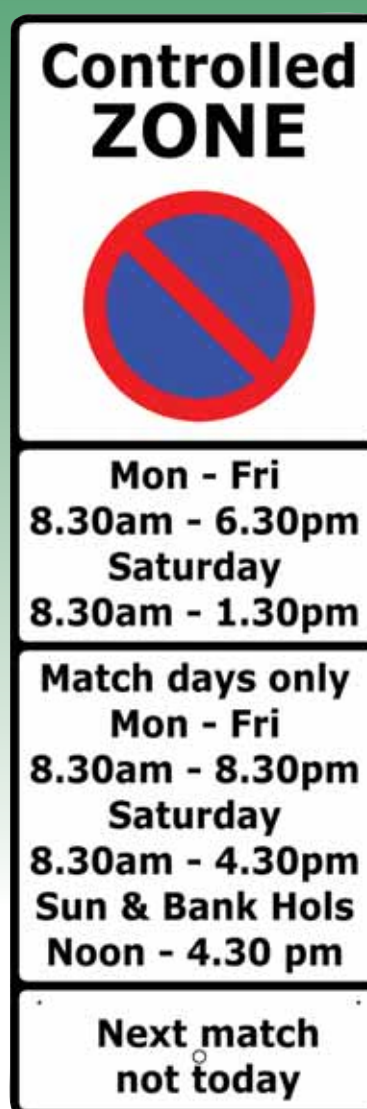 Controlled
ZONE
Mon - Fri
8.30am - 6.30pm
Saturday
8.30am - 1.30pm
Match days only
Mon - Fri
8.30am - 8.30pm
Saturday
8.30am - 4.30pm
Sun & Bank Hols
Noon - 4.30 pm
Next match
not today